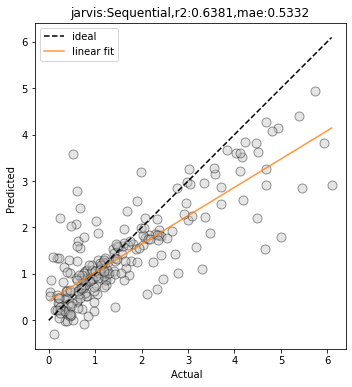 jarvis:Sequential,r2:0.6381,mae:0.5332
ideal
linear fit
Predicted
6
5
4
3
2
1
0
0 1 2 3 4 5 6
Actual